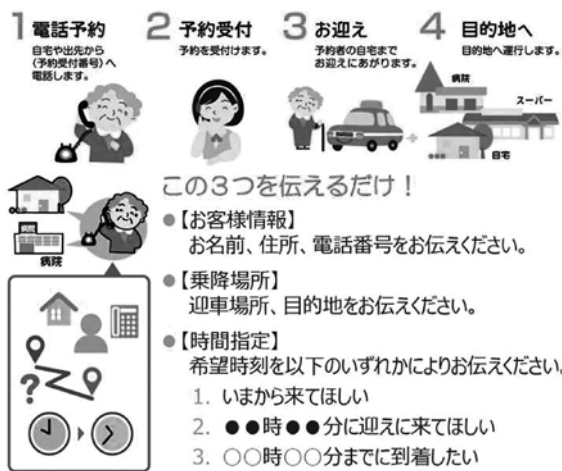 1 電話予約
自宅や出先から
〈予約受付番号〉へ
電話します。
2 予約受付
予約を受付けます。
3 お迎え
予約者の自宅まで
お迎えにあがります。
4 目的地へ
目的地へ運行します。
病院
スーパー
自宅
病院
この3つを伝えるだけ！
●【お客様情報】
お名前、住所、電話番号をお伝えください。
●【乗降場所】
迎車場所、目的地をお伝えください。
●【時間指定】
希望時刻を以下のいずれかによりお伝えください。
1. いまから来てほしい
2. ●●時●●分に迎えに来てほしい
3. ○○時○○分までに到着したい
?